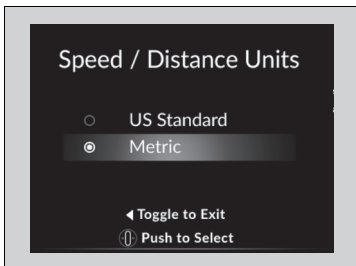 Speed / Distance Units
US Standard
Metric
Toggle to Exit
Push to Select